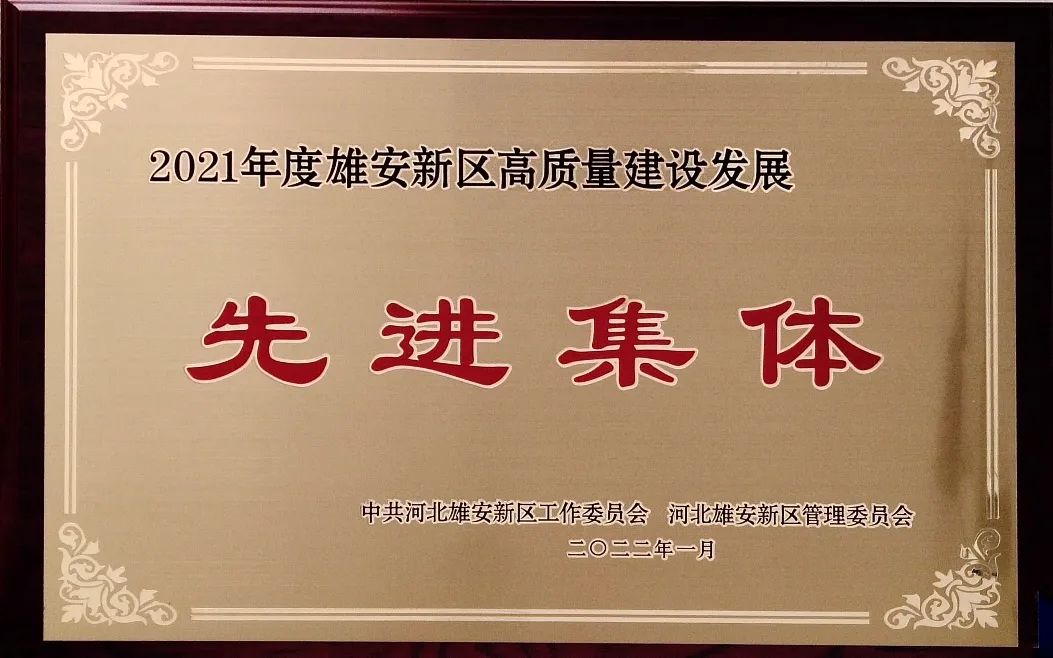 2021年度雄安新区高质量建设发展
先进集体
中共河北雄安新区工作委员会 河北雄安新区管理委员会
二〇二二年一月